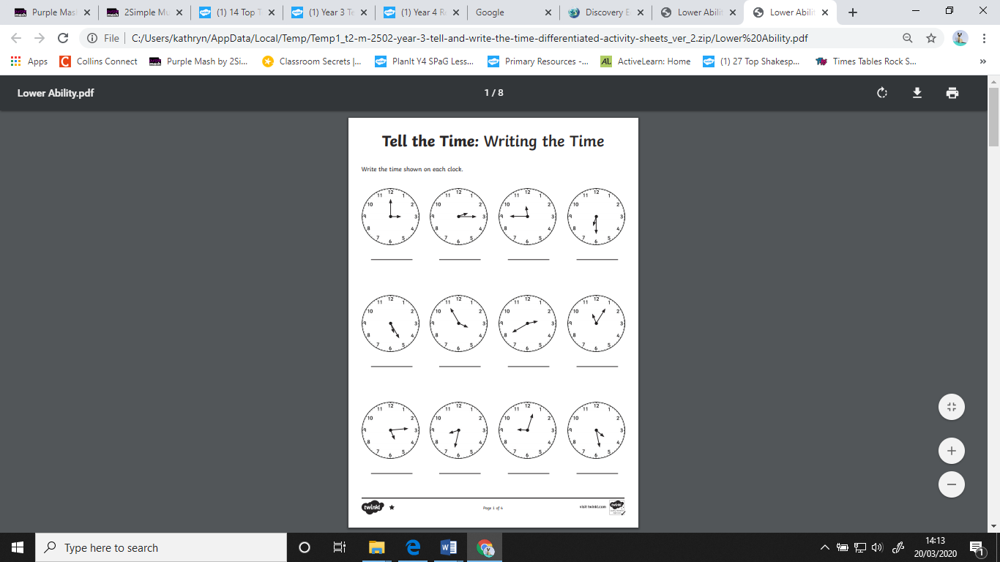 Purple Mas
2Simple Mu
(1) 14 Top T
(1) Year 3 Te
(1) Year 4 R
Google
Discovery E
Lower Abilit
Lower Abilit
File
C:/Users/kathryn/AppData/Local/Temp/Temp1_t2-m-2502-year-3-tell-and-write-the-time-differentiated-activity-sheets_ver_2.zip/Lower%20Ability.pdf
Apps
Collins Connect
Purple Mash by 2Si...
Classroom Secrets |...
PlanIt Y4 SPaG Less...
Primary Resources -...
ActiveLearn: Home
(1) 27 Top Shakesp...
Times Tables Rock S...
»
Lower Ability.pdf
1 / 8
Tell the Time: Writing the Time
Write the time shown on each clock.
12 1 2 3 4 5 6 7 8 9 10 11
12 1 2 3 4 5 6 7 8 9 10 11
12 1 2 3 4 5 6 7 8 9 10 11
12 1 2 3 4 5 6 7 8 9 10 11
12 1 2 3 4 5 6 7 8 9 10 11
12 1 2 3 4 5 6 7 8 9 10 11
12 1 2 3 4 5 6 7 8 9 10 11
12 1 2 3 4 5 6 7 8 9 10 11
12 1 2 3 4 5 6 7 8 9 10 11
12 1 2 3 4 5 6 7 8 9 10 11
12 1 2 3 4 5 6 7 8 9 10 11
12 1 2 3 4 5 6 7 8 9 10 11
twinkl
Page 1 of 6
visit twinkl.com
twinkl
Type here to search
14:13
20/03/2020
1